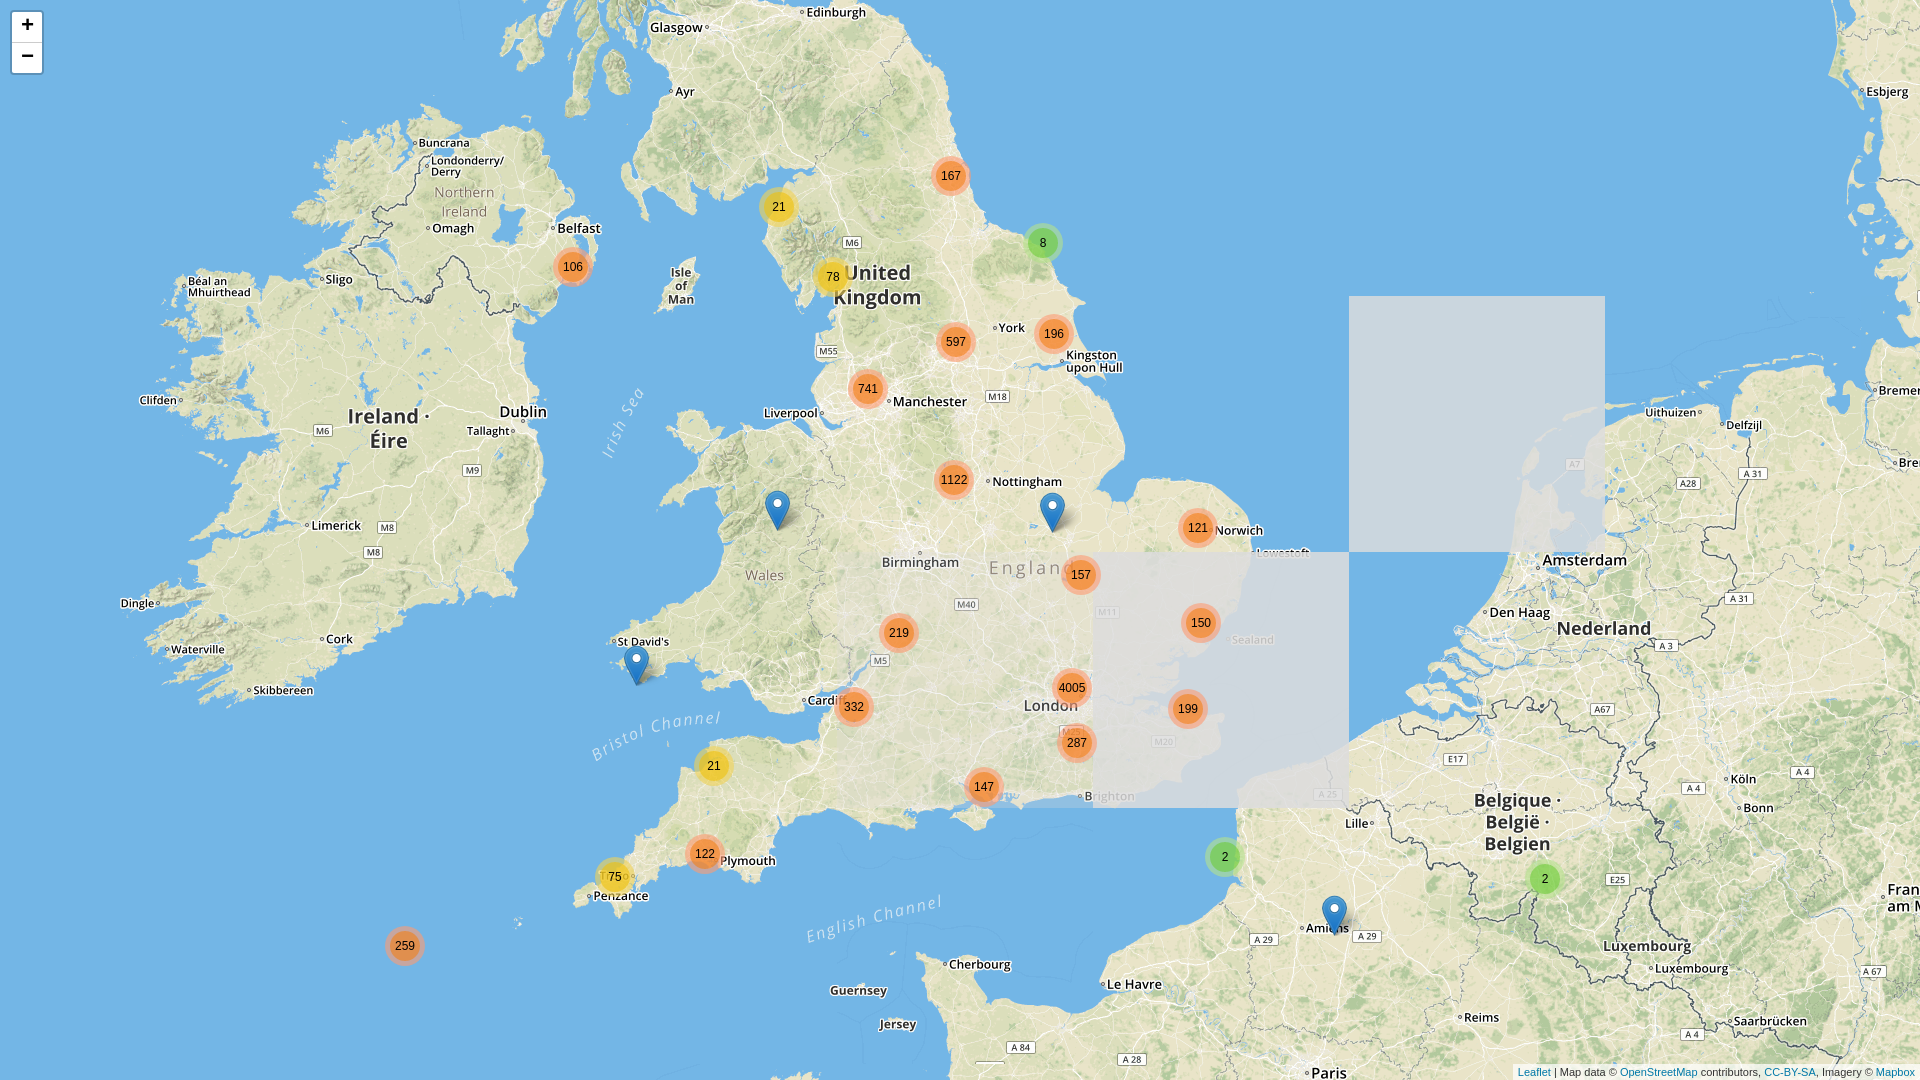 +
−
Edinburgh
Glasgow
Ayr
Esbjerg
Buncrana
Londonderry/
Derry
Northern
Ireland
Omagh
Belfast
167
21
M6
8
106
Isle
of
Man
78
United
Kingdom
Sligo
Béal an
Mhuirthead
York
196
597
M55
Kingston
upon Hull
741
Manchester
M18
Liverpool
Clifden
Ireland ·
Éire
Dublin
Tallaght
M6
M9
Irish Sea
Uithuizen
Delfzijl
A7
A 31
A28
1122
Nottingham
Limerick
M8
M8
121
Norwich
Lowestoft
Birmingham
England
Wales
157
Amsterdam
Dingle
M40
M11
Den Haag
A 31
Nederland
219
150
Sealand
A 3
Cork
Waterville
St David's
M5
Skibbereen
4005
London
Cardiff
332
199
A67
Bristol Channel
287
M20
E17
21
147
Brighton
A 25
Köln
A 4
A 4
Bonn
Belgique ·
België ·
Belgien
Lille
122
Plymouth
2
2
E25
75
Penzance
English Channel
Amiens
A 29
A 29
259
Luxembourg
Luxembourg
A 67
Cherbourg
Guernsey
Le Havre
Jersey
Reims
Saarbrücken
A 4
A 84
A 28
Paris
Leaflet | Map data © OpenStreetMap contributors, CC-BY-SA, Imagery © Mapbox